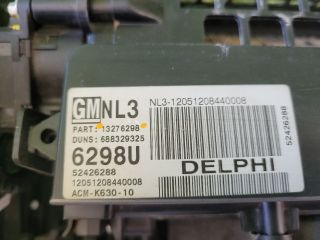 GM NL3
NL3-12051208440008
PART: 13276298
DUNS: 688329325
6298U
DELPHI
52426288
12051208440008
ACM-K630-10
52426288